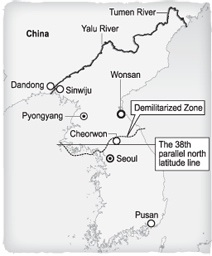 Tumen River
Yalu River
China
Dandong
Sinwiju
Wonsan
Pyongyang
Demilitarized Zone
Cheorwon
The 38th
parallel north
latitude line
Seoul
Pusan